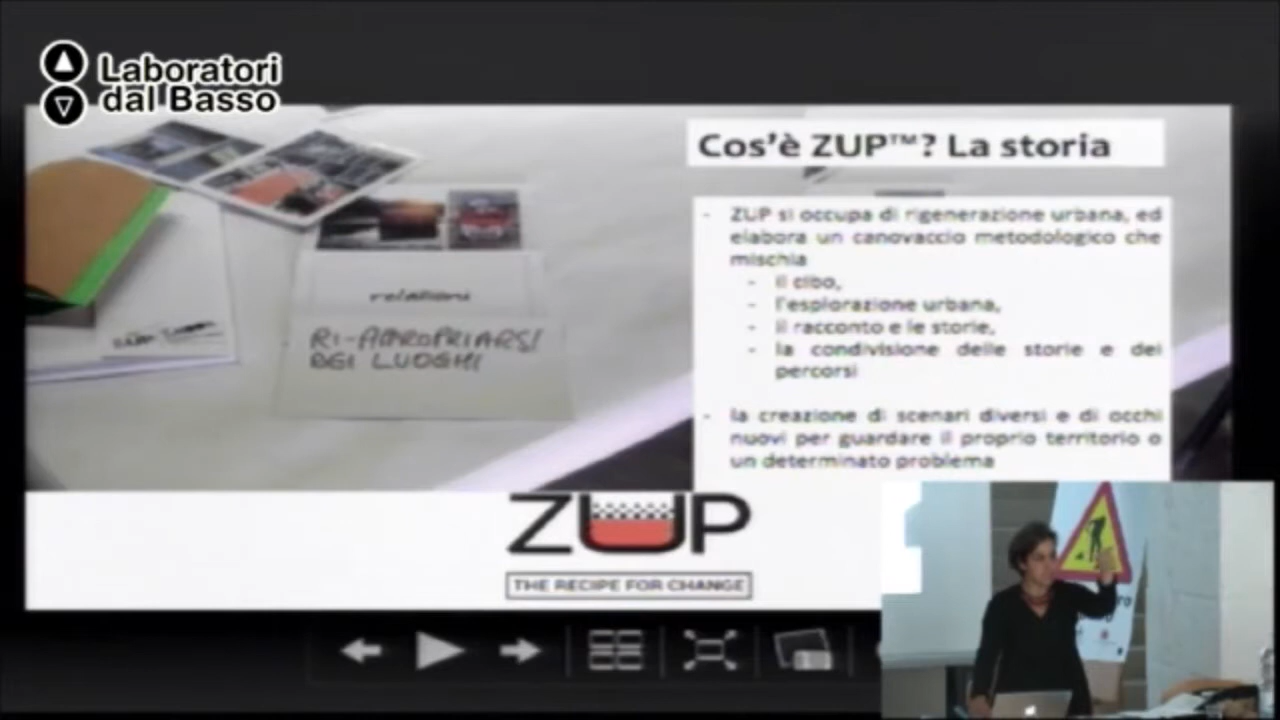 Laboratori
dal Basso
Cos'è ZUP™? La storia
- ZUP si occupa di rigenerazione urbana, ed
elabora un canovaccio metodologico che
mischia
- il cibo,
- l'esplorazione urbana,
- il racconto e le storie,
- la condivisione delle storie e dei
percorsi
- la creazione di scenari diversi e di occhi
nuovi per guardare il proprio territorio o
un determinato problema
relazioni
RI-APPROPRIARSI
DEI LUOGHI
ZUP
THE RECIPE FOR CHANGE